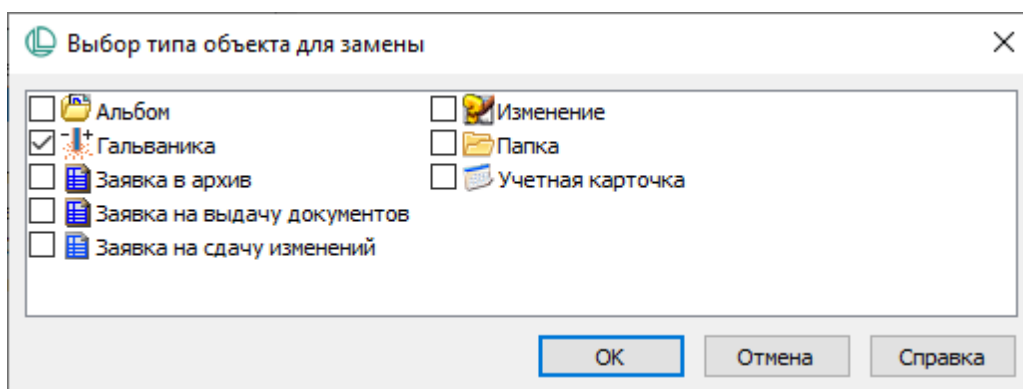 Выбор типа объекта для замены
Альбом
Гальваника
Заявка в архив
Заявка на выдачу документов
Заявка на сдачу изменений
Изменение
Папка
Учетная карточка
OK
Отмена
Справка